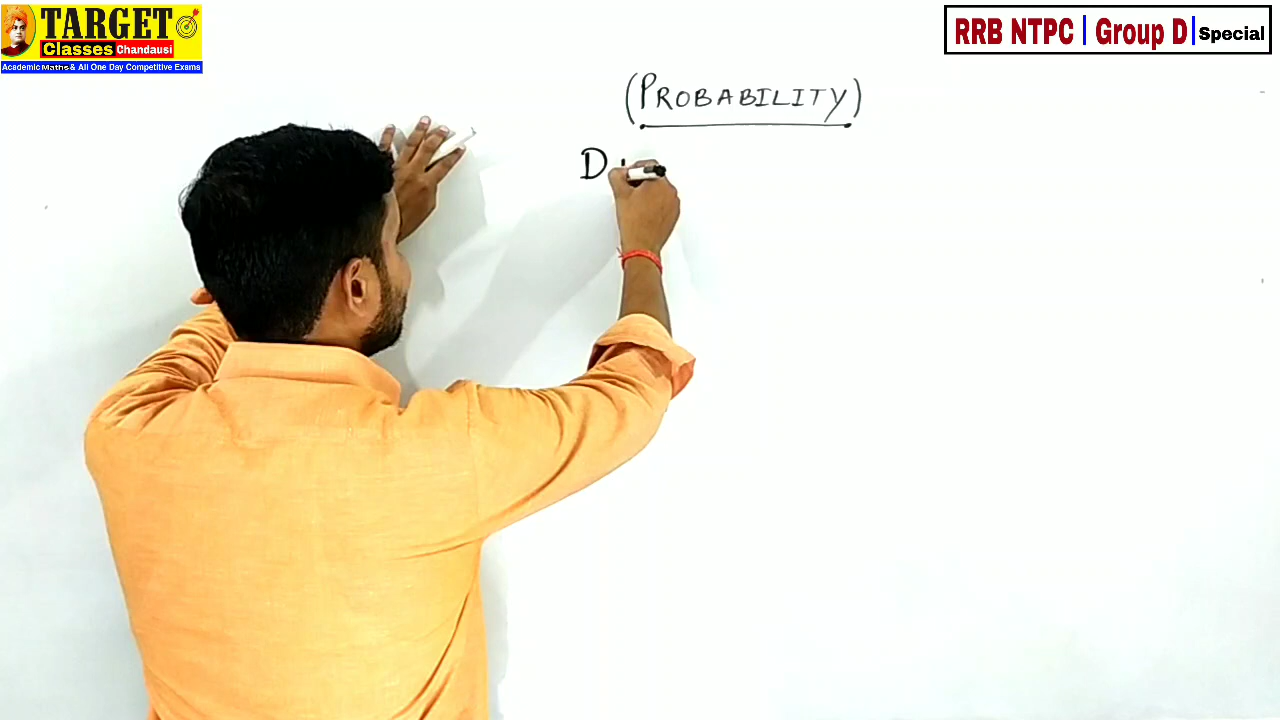 TARGET
Classes Chandausi
Academic Maths & All One Day Competitive Exams
RRB NTPC | Group D | Special
(PROBABILITY)
D